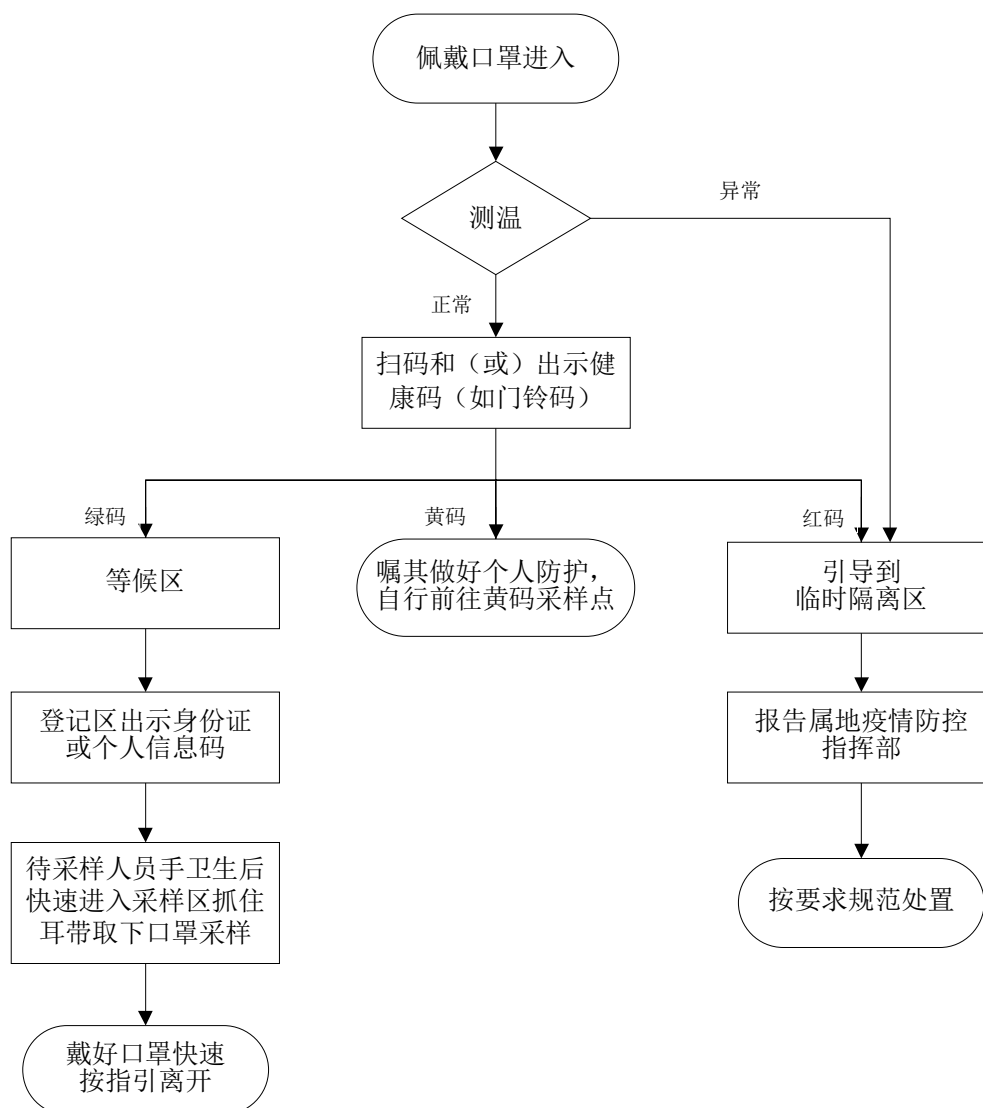 佩戴口罩进入
测温
异常
正常
扫码和（或）出示健
康码（如门铃码）
绿码
黄码
红码
等候区
嘱其做好个人防护，
自行前往黄码采样点
引导到
临时隔离区
登记区出示身份证
或个人信息码
报告属地疫情防控
指挥部
待采样人员手卫生后
快速进入采样区抓住
耳带取下口罩采样
按要求规范处置
戴好口罩快速
按指引离开